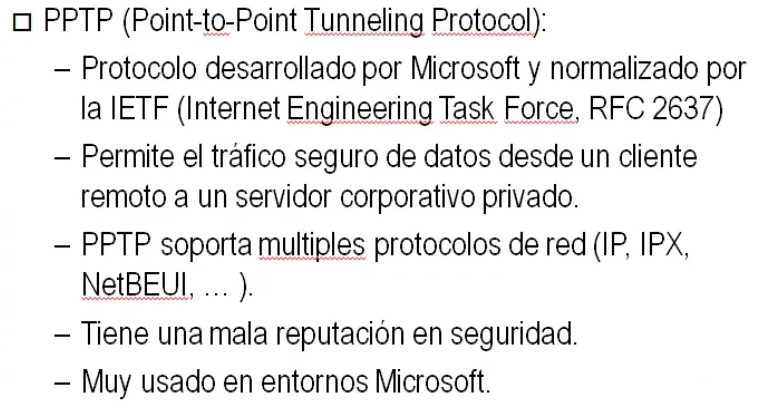 □ PPTP (Point-to-Point Tunneling Protocol):
– Protocolo desarrollado por Microsoft y normalizado por
la IETF (Internet Engineering Task Force, RFC 2637)
– Permite el tráfico seguro de datos desde un cliente
remoto a un servidor corporativo privado.
– PPTP soporta multiples protocolos de red (IP, IPX,
NetBEUI, … ).
– Tiene una mala reputación en seguridad.
– Muy usado en entornos Microsoft.